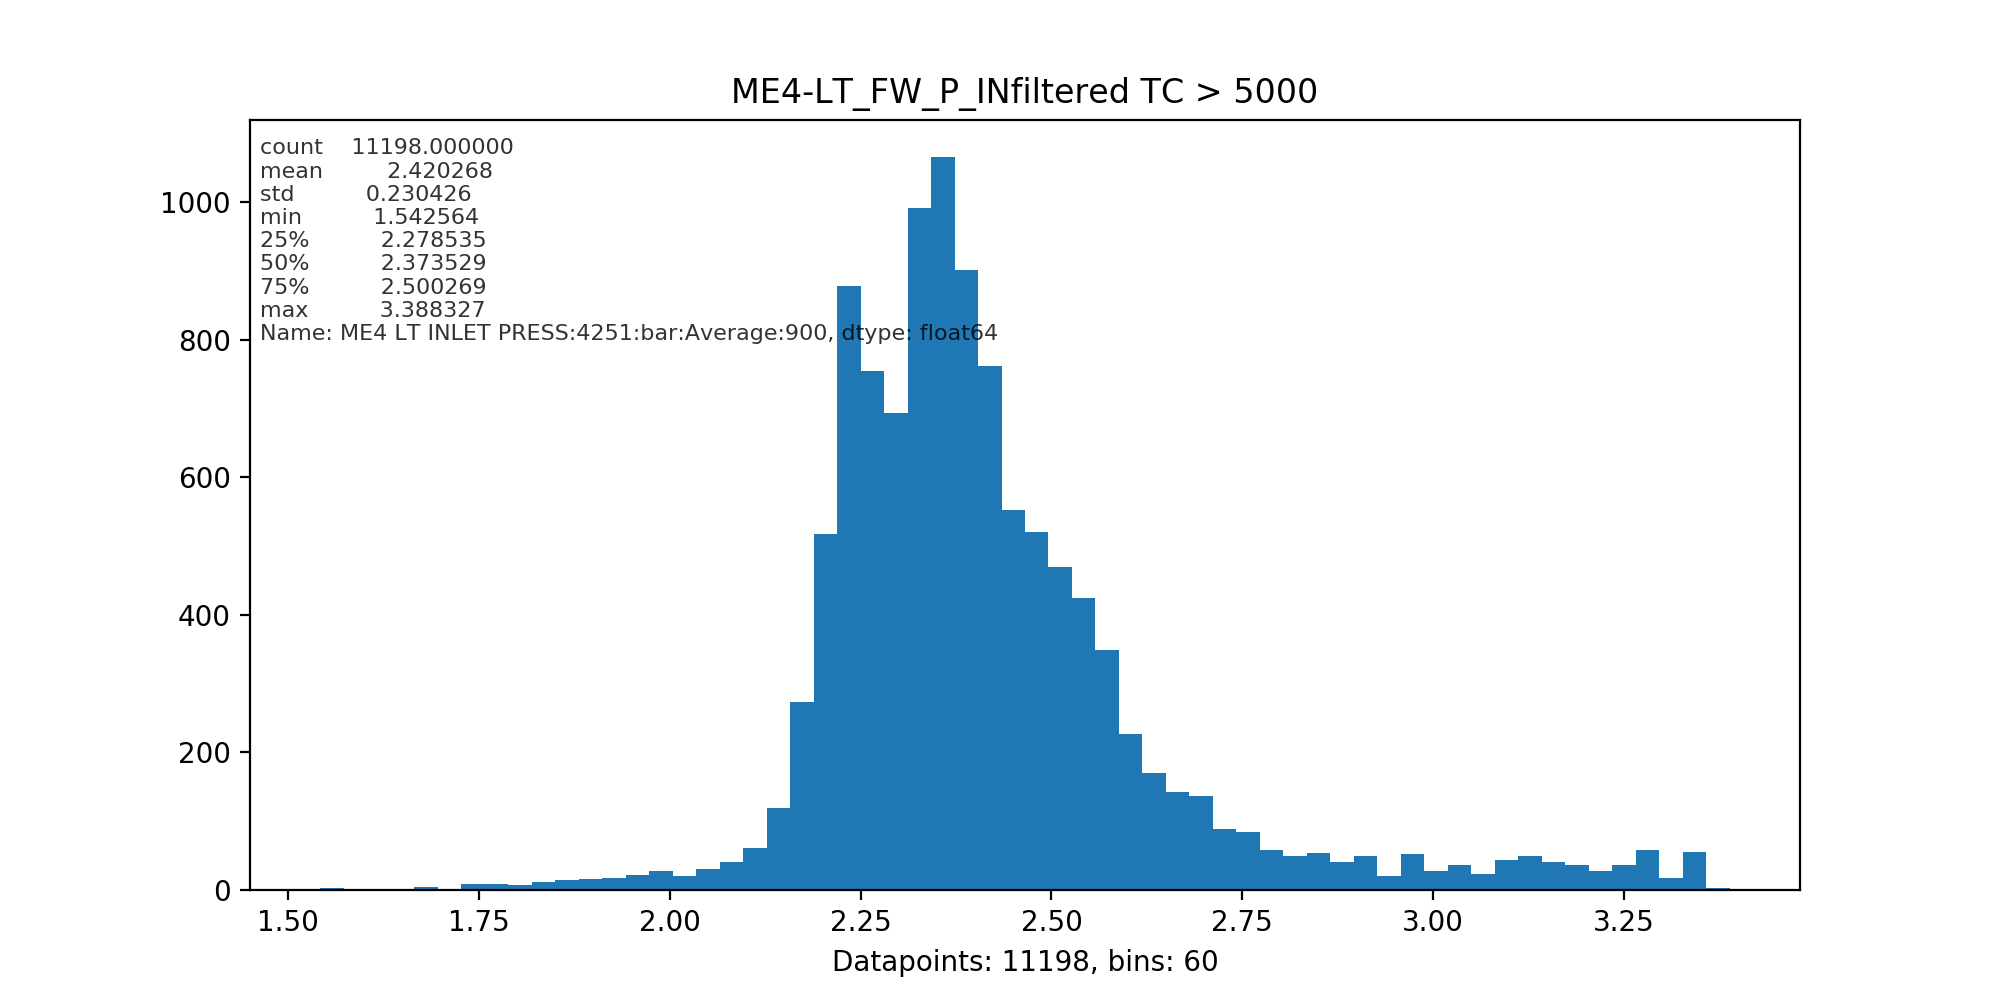 ME4-LT_FW_P_INfiltered TC > 5000
count 11198.000000
mean 2.420268
std 0.230426
min 1.542564
25% 2.278535
50% 2.373529
75% 2.500269
max 3.388327
Name: ME4 LT INLET PRESS:4251:bar:Average:900, dtype: float64
1000
800
600
400
200
0
1.50 1.75 2.00 2.25 2.50 2.75 3.00 3.25
Datapoints: 11198, bins: 60